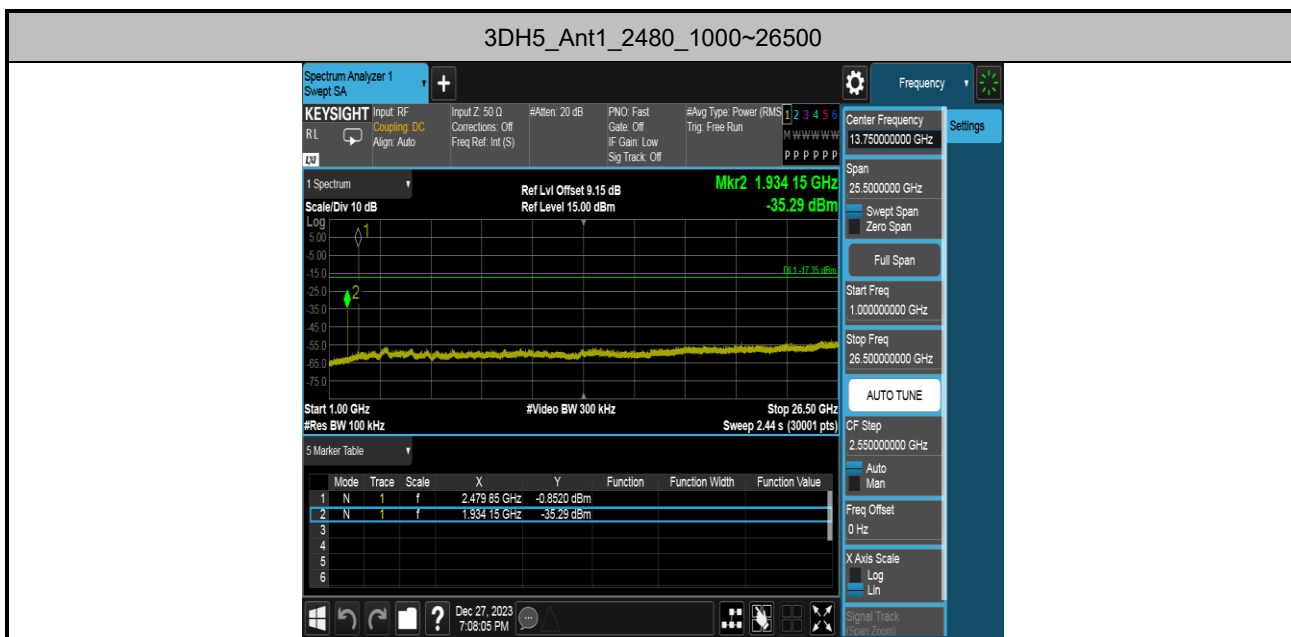 3DH5_Ant1_2480_1000~26500
Spectrum Analyzer 1
Swept SA
+
Frequency
KEYSIGHT
RL
LXI
Input: RF
Coupling: DC
Align: Auto
Input Z: 50 Ω
Corrections: Off
Freq Ref: Int (S)
#Atten: 20 dB
PNO: Fast
Gate: Off
IF Gain: Low
Sig Track: Off
#Avg Type: Power (RMS
Trig: Free Run
1 2 3 4 5 6
M W W W W W
P P P P P P
Center Frequency
13.750000000 GHz
Settings
Span
25.5000000 GHz
Swept Span
Zero Span
Full Span
Start Freq
1.000000000 GHz
Stop Freq
26.500000000 GHz
AUTO TUNE
CF Step
2.550000000 GHz
Auto
Man
Freq Offset
0 Hz
X Axis Scale
Log
Lin
Signal Track
(Span Zoom)
1 Spectrum
Scale/Div 10 dB
Ref Lvl Offset 9.15 dB
Ref Level 15.00 dBm
Mkr2 1.934 15 GHz
-35.29 dBm
Log
5.00
-5.00
-15.0
-25.0
-35.0
-45.0
-55.0
-65.0
-75.0
1
2
DL1 -17.35 dBm
Start 1.00 GHz
#Res BW 100 kHz
#Video BW 300 kHz
Stop 26.50 GHz
Sweep 2.44 s (30001 pts)
5 Marker Table
Mode Trace Scale X Y Function Function Width Function Value
1 N 1 f 2.479 85 GHz -0.8520 dBm
2 N 1 f 1.934 15 GHz -35.29 dBm
3
4
5
6
?
Dec 27, 2023
7:08:05 PM